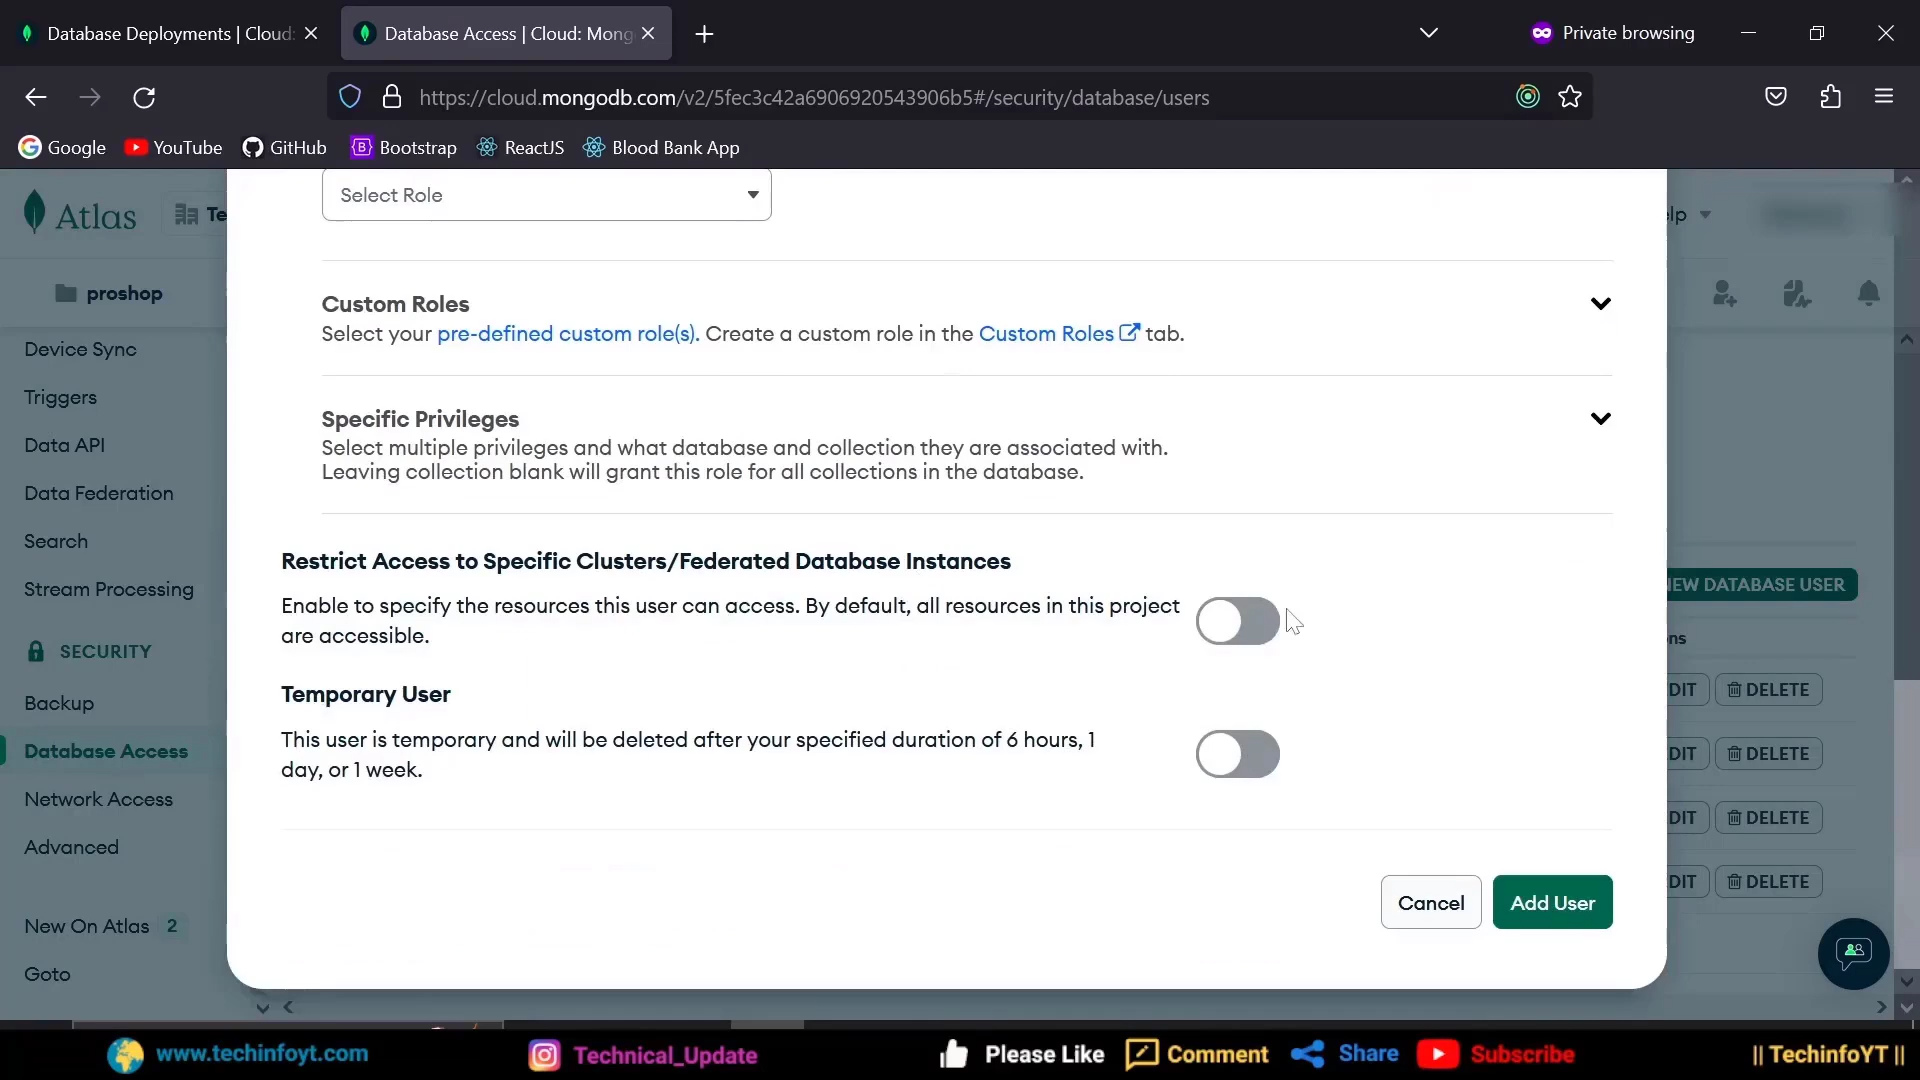 Database Deployments | Cloud:
Database Access | Cloud: Mong
Private browsing
https://cloud.mongodb.com/v2/5fec3c42a6906920543906b5#/security/database/users
Google
YouTube
GitHub
Bootstrap
ReactJS
Blood Bank App
Atlas
Te
Select Role
elp
proshop
Custom Roles
Select your pre-defined custom role(s). Create a custom role in the Custom Roles tab.
Device Sync
Triggers
Data API
Data Federation
Search
Stream Processing
SECURITY
Backup
Database Access
Network Access
Advanced
New On Atlas 2
Goto
Specific Privileges
Select multiple privileges and what database and collection they are associated with.
Leaving collection blank will grant this role for all collections in the database.
Restrict Access to Specific Clusters/Federated Database Instances
Enable to specify the resources this user can access. By default, all resources in this project
are accessible.
Temporary User
This user is temporary and will be deleted after your specified duration of 6 hours, 1
day, or 1 week.
Cancel
Add User
NEW DATABASE USER
ns
DIT DELETE
DIT DELETE
DIT DELETE
DIT DELETE
www.techinfoyt.com
Technical_Update
Please Like
Comment
Share
Subscribe
|| TechinfoYT ||